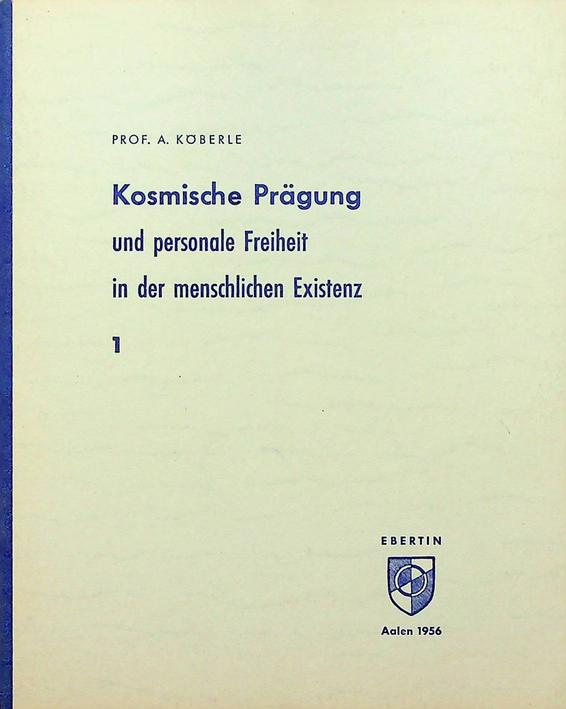 PROF. A. KÖBERLE
Kosmische Prägung
und personale Freiheit
in der menschlichen Existenz
1
EBERTIN
Aalen 1956